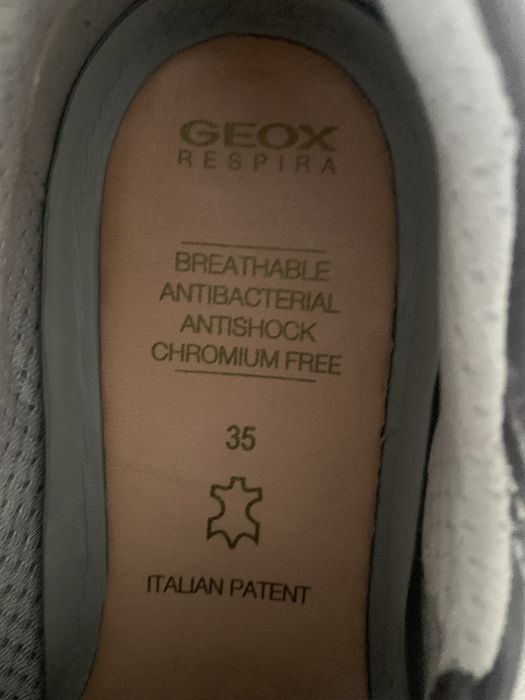 GEOX
RESPIRA
BREATHABLE
ANTIBACTERIAL
ANTISHOCK
CHROMIUM FREE
35
ITALIAN PATENT